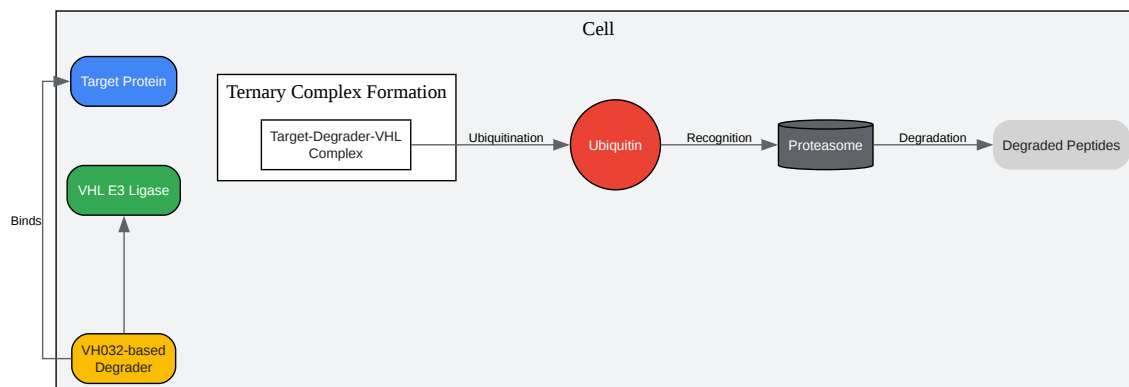 Cell
Target Protein
Ternary Complex Formation
Target-Degrader-VHL
Complex
Ubiquitination
Ubiquitin
Recognition
Proteasome
Degradation
Degraded Peptides
VHL E3 Ligase
Binds
VH032-based
Degrader